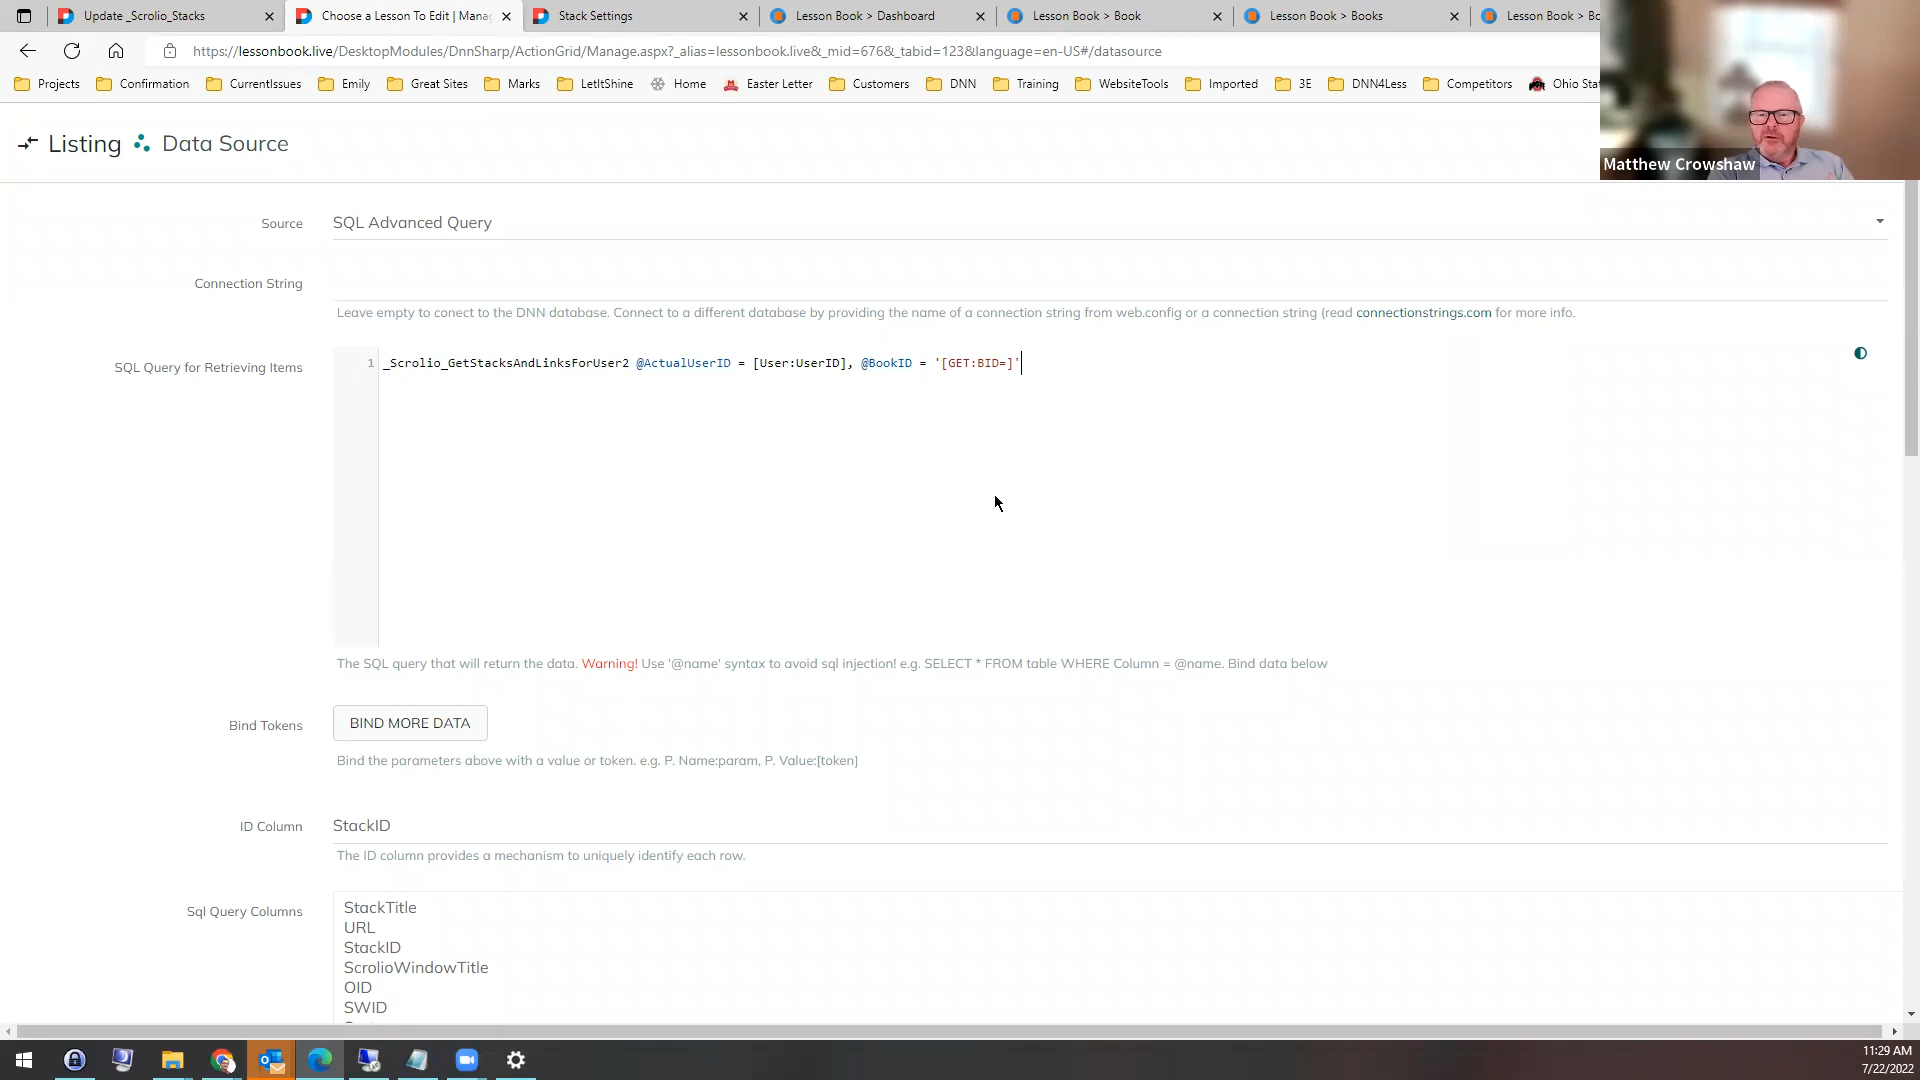 Update _Scrolio_Stacks
Choose a Lesson To Edit | Mana
Stack Settings
Lesson Book > Dashboard
Lesson Book > Book
Lesson Book > Books
Lesson Book > Bo
https://lessonbook.live/DesktopModules/DnnSharp/ActionGrid/Manage.aspx?_alias=lessonbook.live&_mid=676&_tabid=123&language=en-US#/datasource
Projects
Confirmation
CurrentIssues
Emily
Great Sites
Marks
LetItShine
Home
Easter Letter
Customers
DNN
Training
WebsiteTools
Imported
3E
DNN4Less
Competitors
Ohio Sta
Matthew Crowshaw
Listing Data Source
Source
SQL Advanced Query
Connection String
Leave empty to conect to the DNN database. Connect to a different database by providing the name of a connection string from web.config or a connection string (read connectionstrings.com for more info.
SQL Query for Retrieving Items
1 _Scrolio_GetStacksAndLinksForUser2 @ActualUserID = [User:UserID], @BookID = '[GET:BID=]'
The SQL query that will return the data. Warning! Use '@name' syntax to avoid sql injection! e.g. SELECT * FROM table WHERE Column = @name. Bind data below
Bind Tokens
BIND MORE DATA
Bind the parameters above with a value or token. e.g. P. Name:param, P. Value:[token]
ID Column
StackID
The ID column provides a mechanism to uniquely identify each row.
Sql Query Columns
StackTitle
URL
StackID
ScrolioWindowTitle
OID
SWID
11:29 AM
7/22/2022